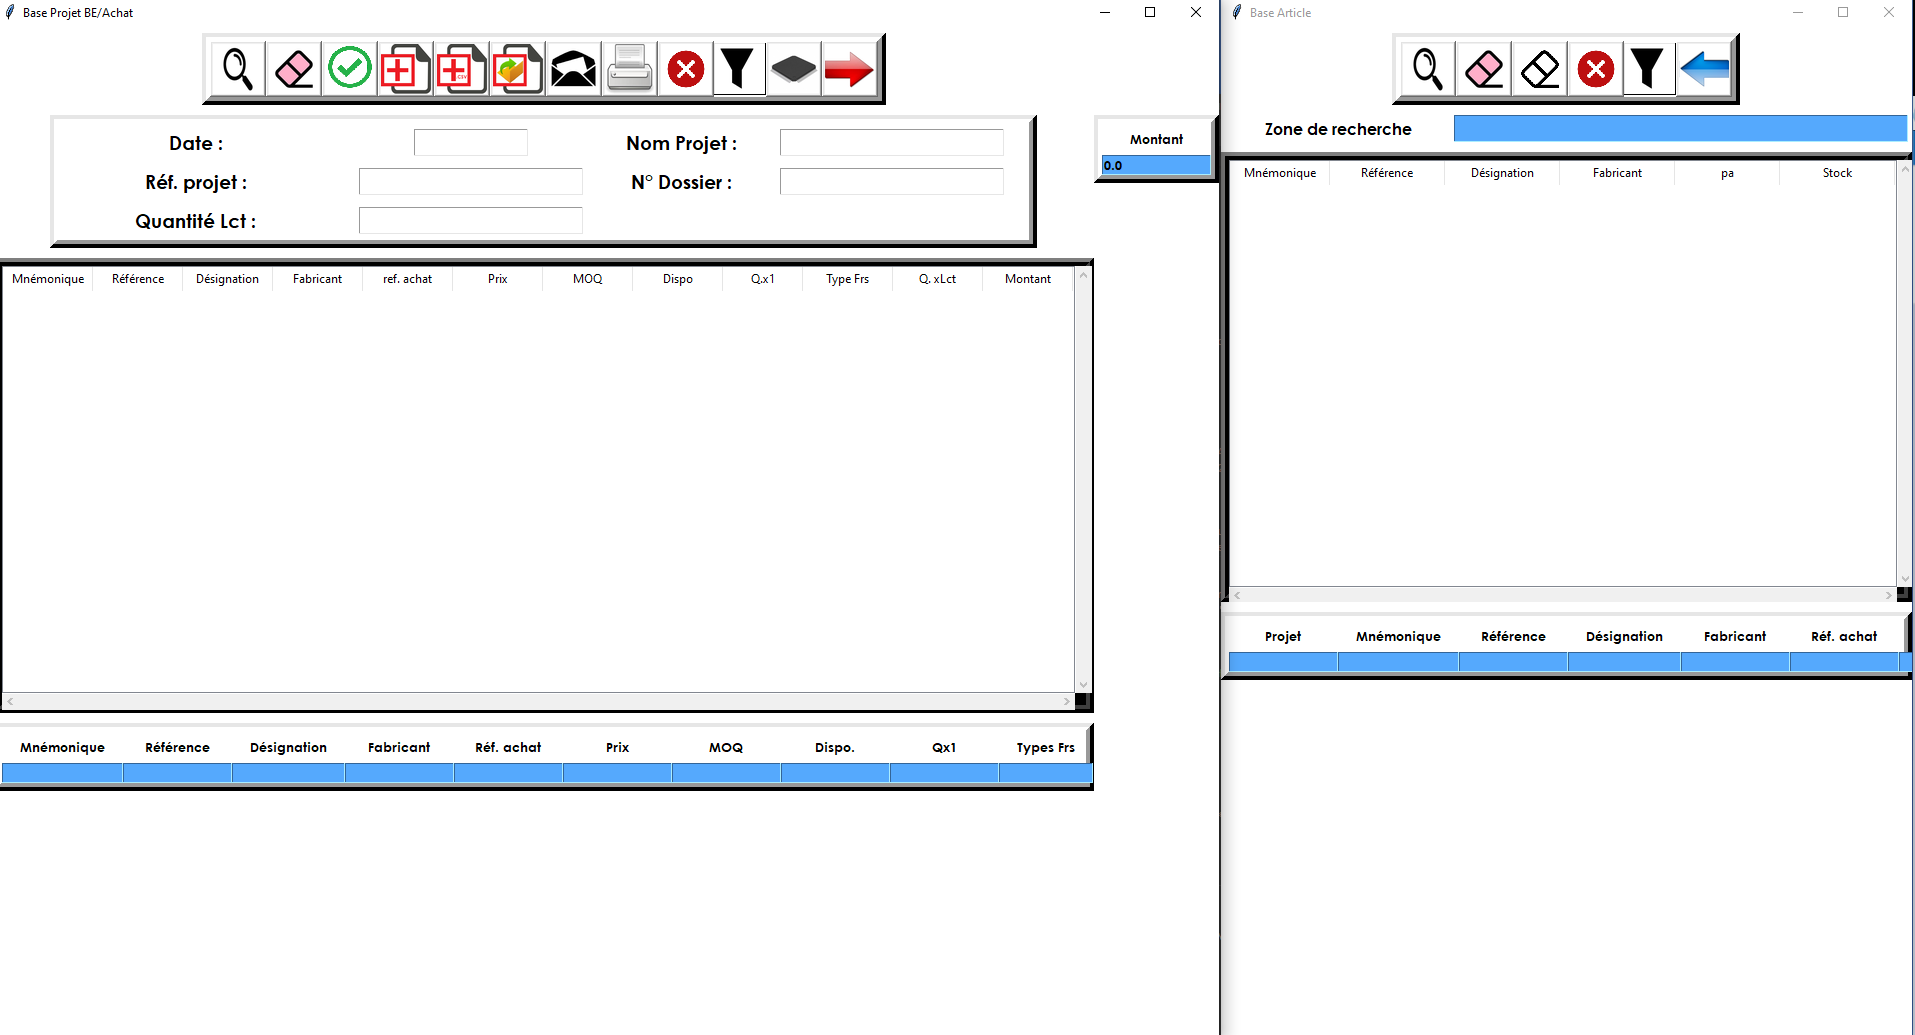 Base Projet BE/Achat
CSV
Date :
Nom Projet :
Réf. projet :
N° Dossier :
Quantité Lct :
Montant
0.0
Mnémonique Référence Désignation Fabricant ref. achat Prix MOQ Dispo Q.x1 Type Frs Q. xLct Montant
Mnémonique Référence Désignation Fabricant Réf. achat Prix MOQ Dispo. Qx1 Types Frs
Base Article
Zone de recherche
Mnémonique Référence Désignation Fabricant pa Stock
Projet Mnémonique Référence Désignation Fabricant Réf. achat